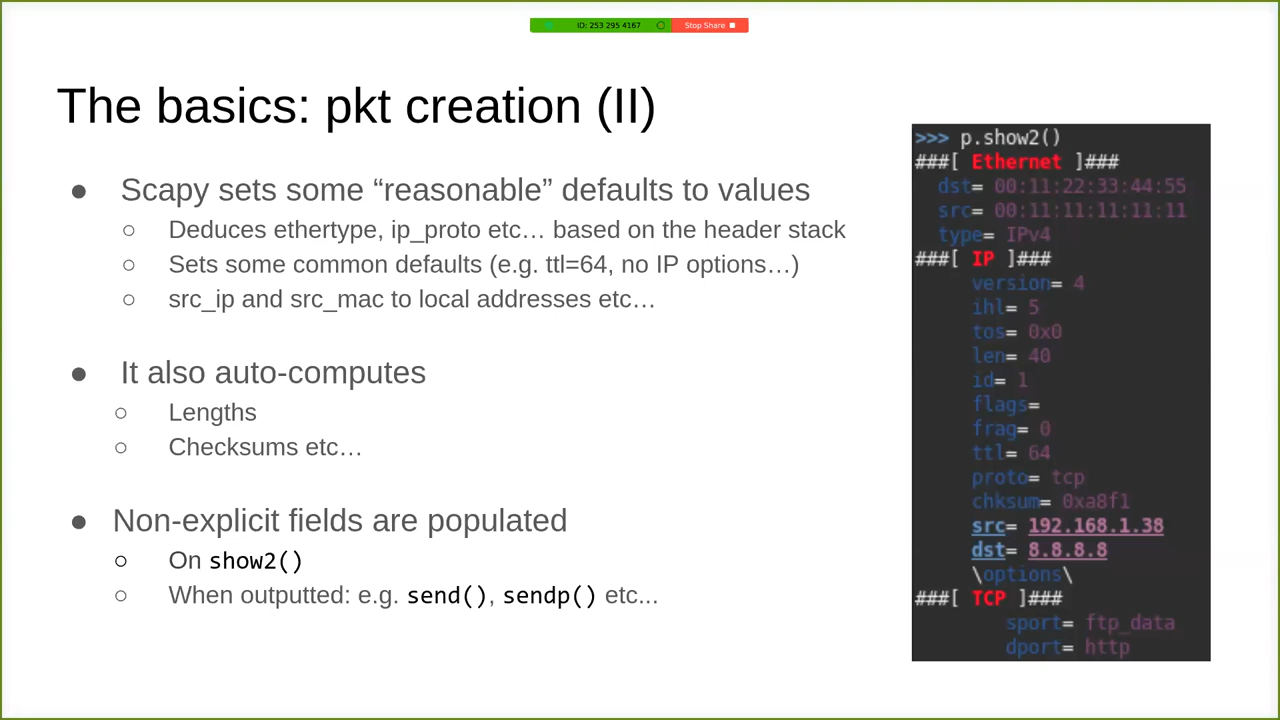 ID: 253 295 4167 Stop Share
The basics: pkt creation (II)
● Scapy sets some “reasonable” defaults to values
○ Deduces ethertype, ip_proto etc… based on the header stack
○ Sets some common defaults (e.g. ttl=64, no IP options…)
○ src_ip and src_mac to local addresses etc…
● It also auto-computes
○ Lengths
○ Checksums etc…
● Non-explicit fields are populated
○ On show2()
○ When outputted: e.g. send(), sendp() etc...
>>> p.show2()
###[ Ethernet ]###
dst= 00:11:22:33:44:55
src= 00:11:11:11:11:11
type= IPv4
###[ IP ]###
version= 4
ihl= 5
tos= 0x0
len= 40
id= 1
flags=
frag= 0
ttl= 64
proto= tcp
chksum= 0xa8f1
src= 192.168.1.38
dst= 8.8.8.8
\options\
###[ TCP ]###
sport= ftp_data
dport= http